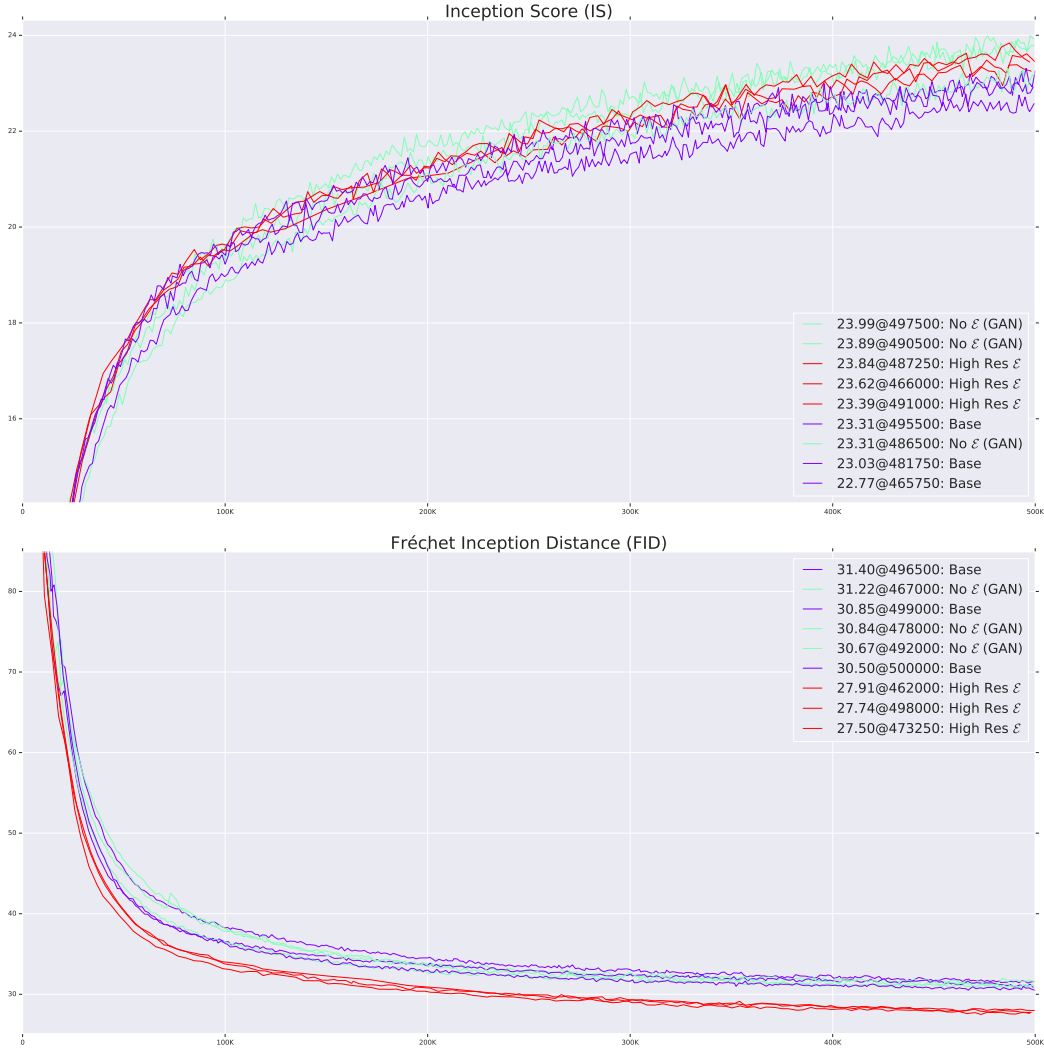 Inception Score (IS)
24
22
20
18
16
23.99@497500: No ℰ (GAN)
23.89@490500: No ℰ (GAN)
23.84@487250: High Res ℰ
23.62@466000: High Res ℰ
23.39@491000: High Res ℰ
23.31@495500: Base
23.31@486500: No ℰ (GAN)
23.03@481750: Base
22.77@465750: Base
0 100K 200K 300K 400K 500K
Fréchet Inception Distance (FID)
80
70
60
50
40
30
31.40@496500: Base
31.22@467000: No ℰ (GAN)
30.85@499000: Base
30.84@478000: No ℰ (GAN)
30.67@492000: No ℰ (GAN)
30.50@500000: Base
27.91@462000: High Res ℰ
27.74@498000: High Res ℰ
27.50@473250: High Res ℰ
0 100K 200K 300K 400K 500K